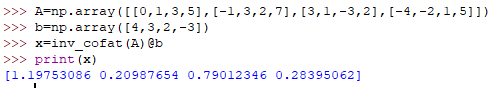 >>> A=np.array([[0,1,3,5],[-1,3,2,7],[3,1,-3,2],[-4,-2,1,5]])
>>> b=np.array([4,3,2,-3])
>>> x=inv_cofat(A)@b
>>> print(x)
[1.19753086 0.20987654 0.79012346 0.28395062]